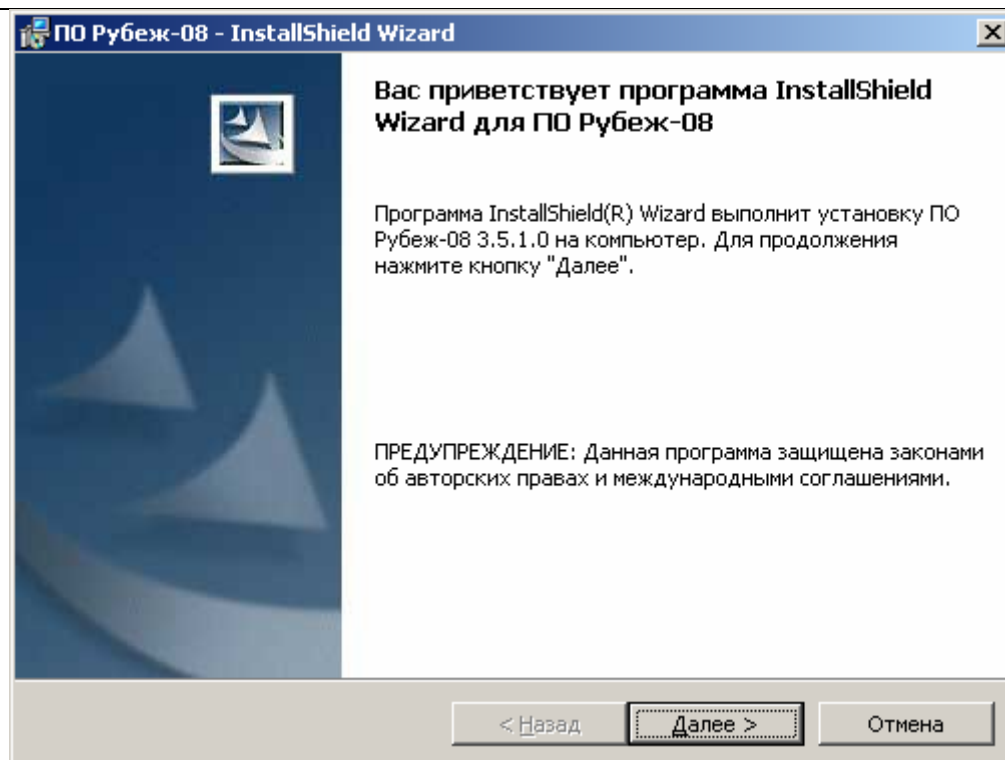 ПО Рубеж-08 - InstallShield Wizard
Вас приветствует программа InstallShield
Wizard для ПО Рубеж-08
Программа InstallShield(R) Wizard выполнит установку ПО
Рубеж-08 3.5.1.0 на компьютер. Для продолжения
нажмите кнопку "Далее".
ПРЕДУПРЕЖДЕНИЕ: Данная программа защищена законами
об авторских правах и международными соглашениями.
< Назад Далее > Отмена